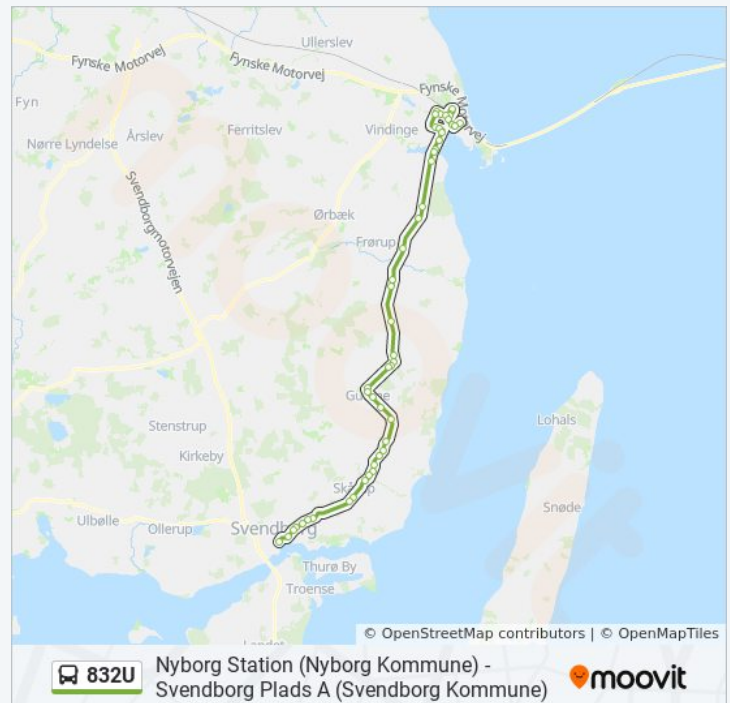 Ullerslev
Fynske Motorvej
Fynske Motorvej
Fynske Motorvej
Fyn
Årslev
Ferritslev
Vindinge
Nørre Lyndelse
Svendborgmotorvejen
Ørbæk
Frørup
Lohals
Stenstrup
Kirkeby
Snøde
Ulbølle
Ollerup
Svendborg
Thurø By
Troense
© OpenStreetMap contributors | © OpenMapTiles
832U
Nyborg Station (Nyborg Kommune) -
Svendborg Plads A (Svendborg Kommune)
moovit